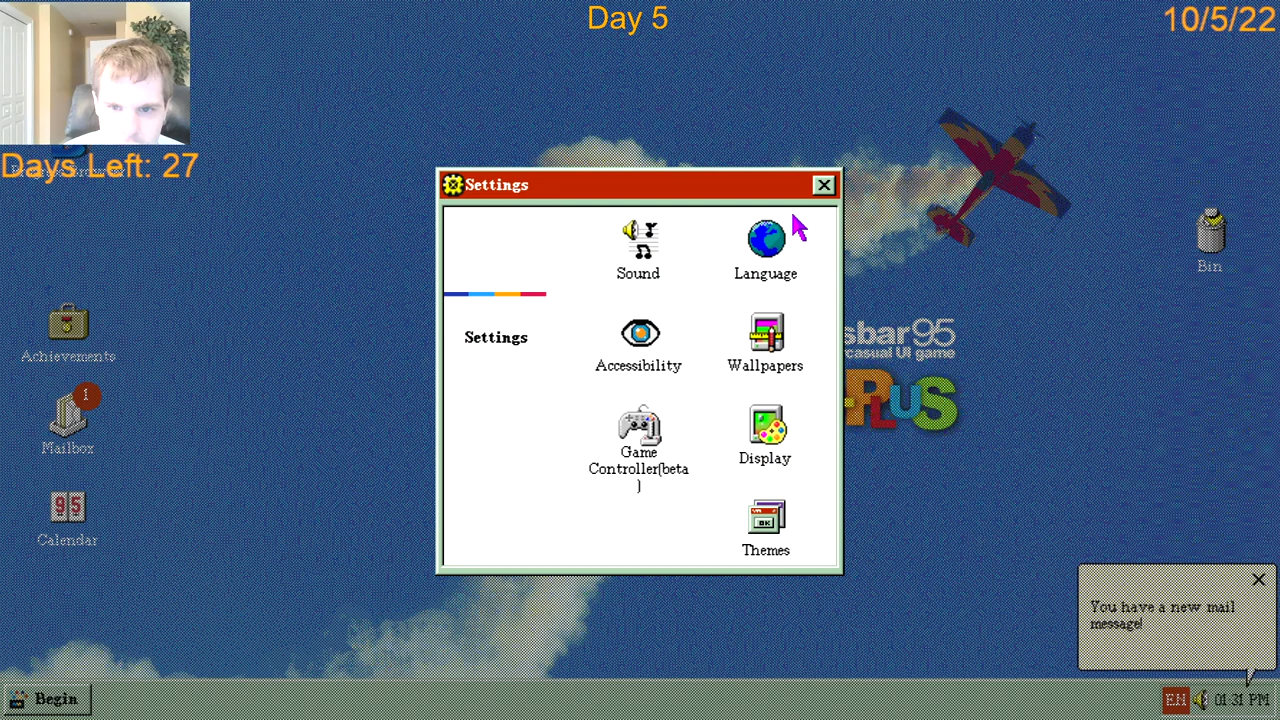 Day 5
10/5/22
Days Left: 27
Settings
Sound
Language
Settings
Accessibility
Wallpapers
Game
Controller(beta
)
Display
Themes
Achievements
1
Mailbox
95
Calendar
Bin
sbar95
casual UI game
PLUS
OK
You have a new mail
message!
Begin
EN
01:31 PM